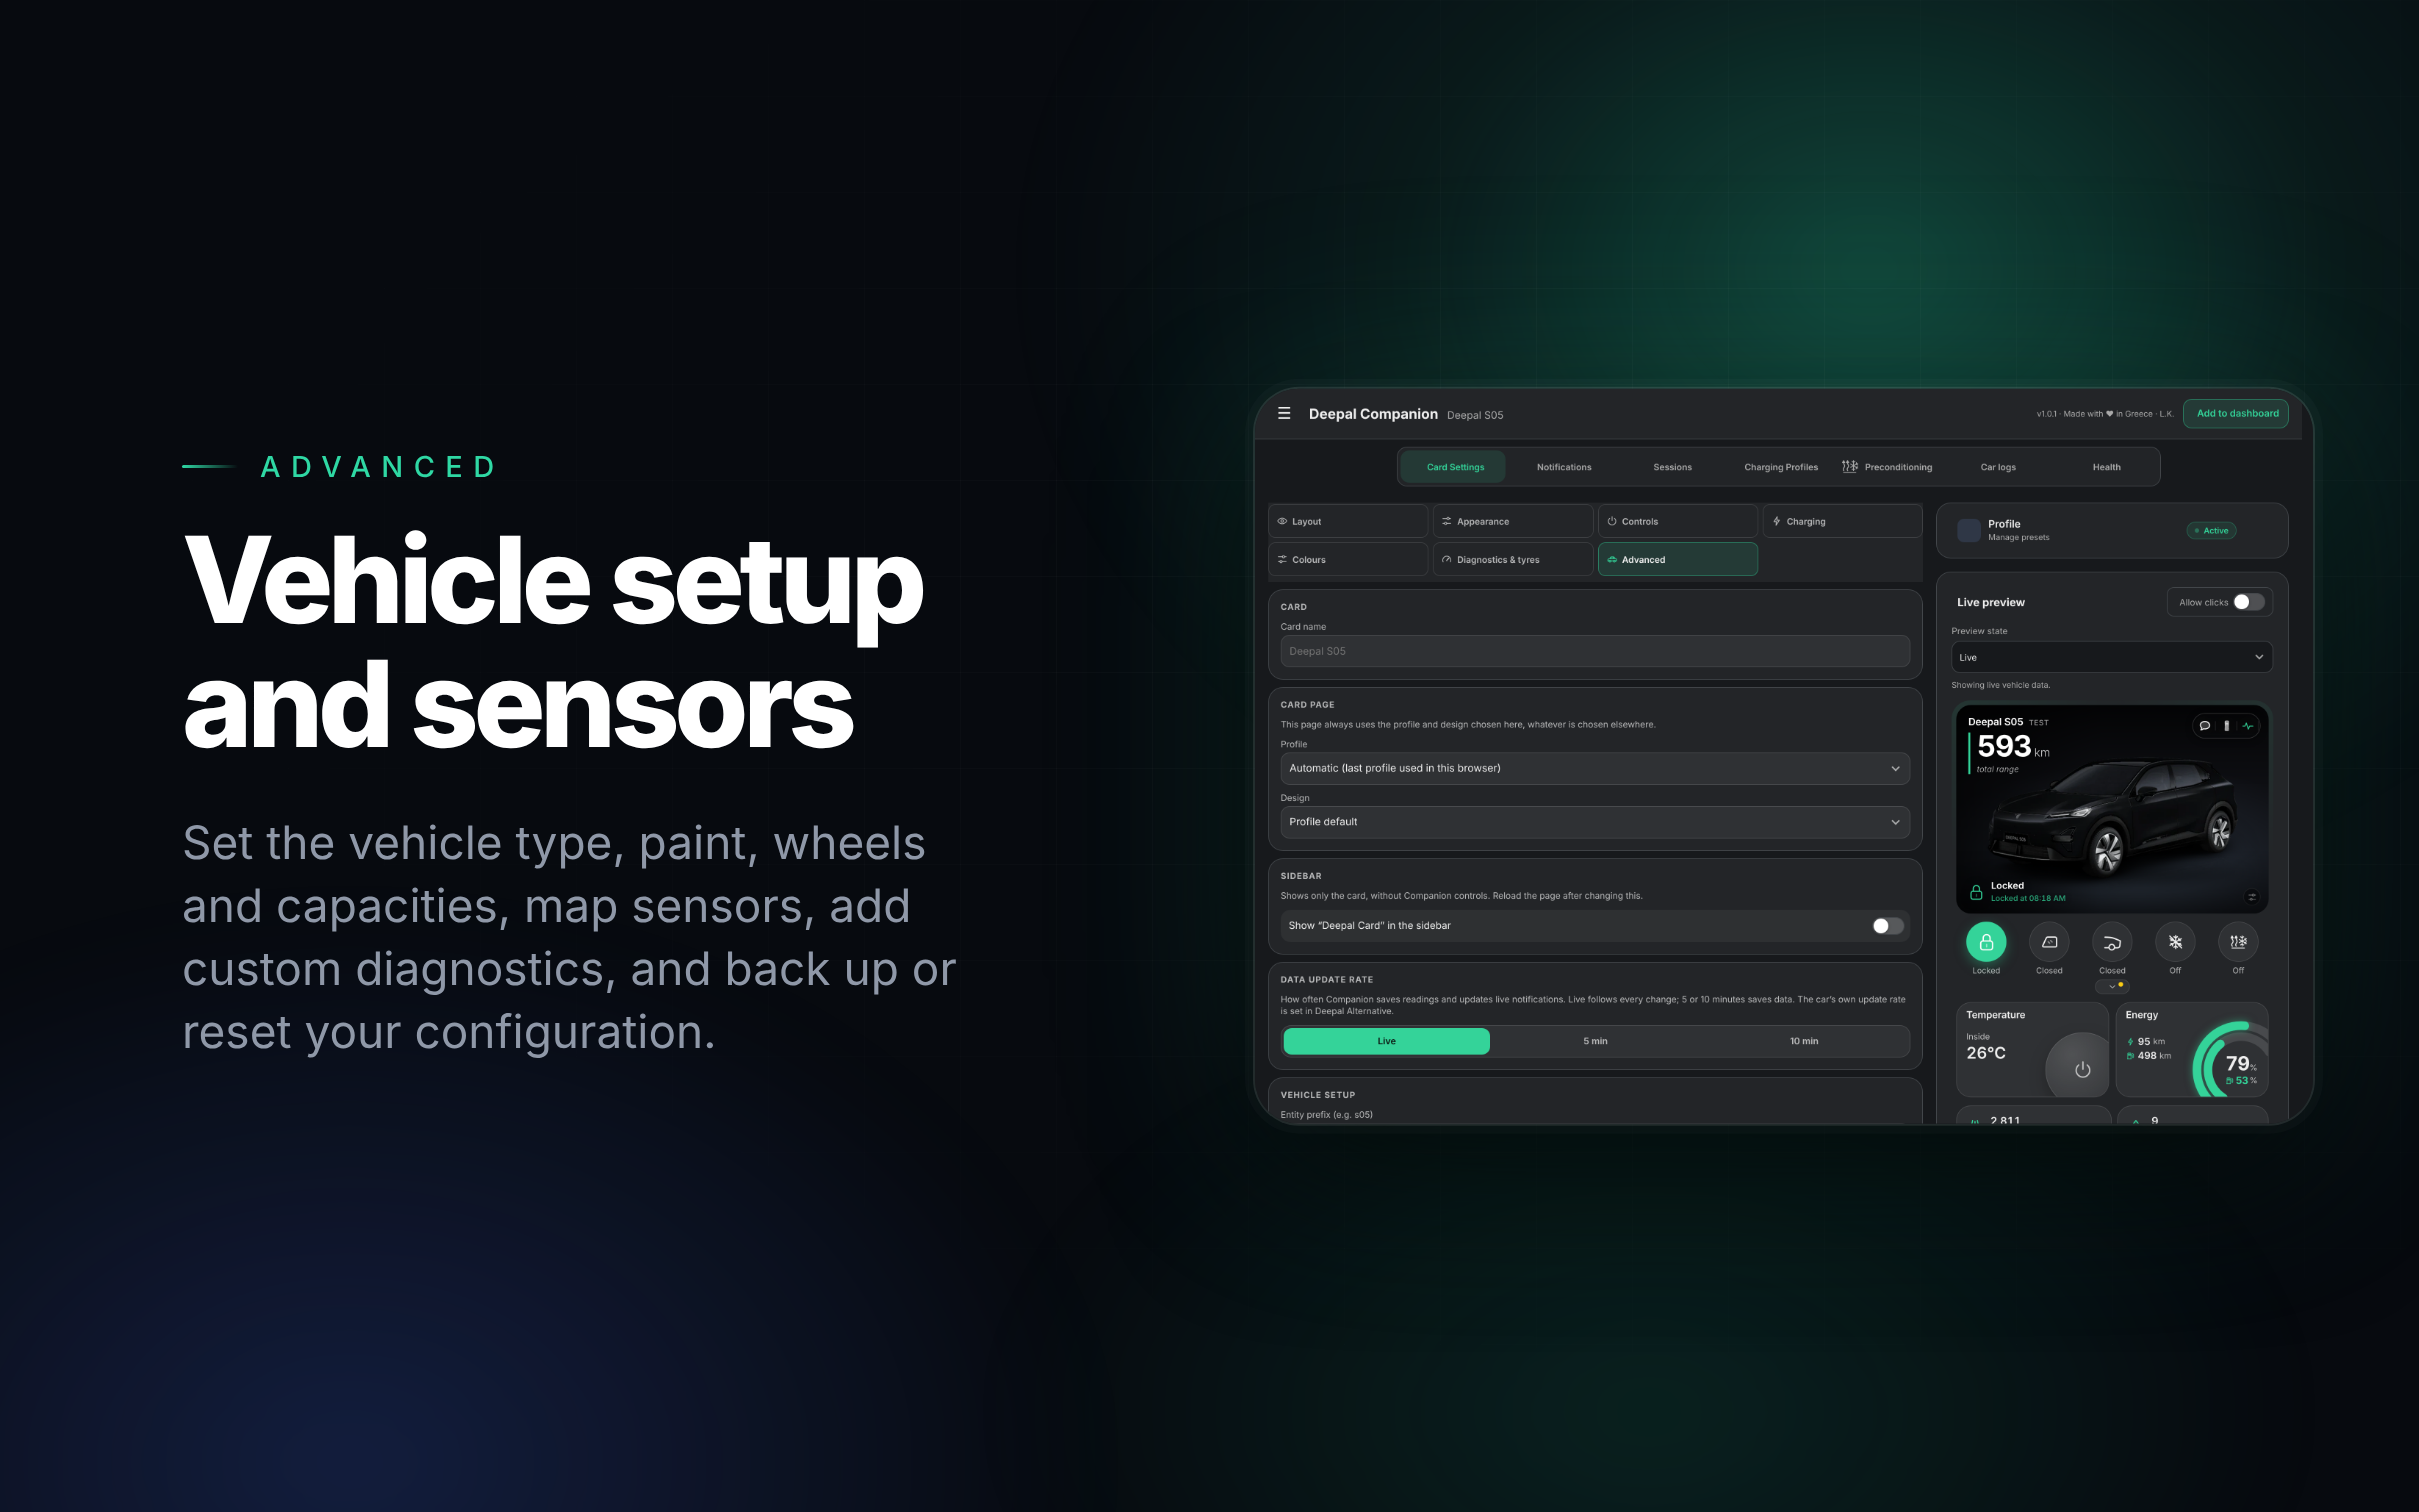 ADVANCED
Vehicle setup
and sensors
Set the vehicle type, paint, wheels
and capacities, map sensors, add
custom diagnostics, and back up or
reset your configuration.
Deepal Companion Deepal S05
v1.0.1 · Made with ♥ in Greece · L.K.
Add to dashboard
Card Settings
Notifications
Sessions
Charging Profiles
Preconditioning
Car logs
Health
Layout
Appearance
Controls
Charging
Colours
Diagnostics & tyres
Advanced
CARD
Card name
Deepal S05
CARD PAGE
This page always uses the profile and design chosen here, whatever is chosen elsewhere.
Profile
Automatic (last profile used in this browser)
Design
Profile default
SIDEBAR
Shows only the card, without Companion controls. Reload the page after changing this.
Show “Deepal Card” in the sidebar
DATA UPDATE RATE
How often Companion saves readings and updates live notifications. Live follows every change; 5 or 10 minutes saves data. The car’s own update rate
is set in Deepal Alternative.
Live
5 min
10 min
VEHICLE SETUP
Entity prefix (e.g. s05)
Profile
Manage presets
Active
Live preview
Allow clicks
Preview state
Live
Showing live vehicle data.
Deepal S05 TEST
593 km
total range
DEEPAL S05
Locked
Locked at 08:18 AM
Locked
Closed
Closed
Off
Off
Temperature
Inside
26°C
Energy
95 km
498 km
79%
53%
2,811
9